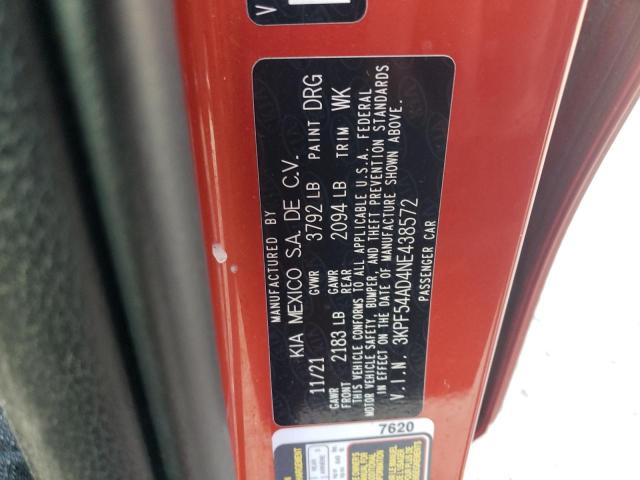 MANUFACTURED BY
KIA MEXICO S.A. DE C.V.
11/21 GVWR 3792 LB PAINT DRG
GAWR FRONT 2183 LB GAWR REAR 2094 LB TRIM WK
THIS VEHICLE CONFORMS TO ALL APPLICABLE U.S.A. FEDERAL
MOTOR VEHICLE SAFETY, BUMPER, AND THEFT PREVENTION STANDARDS
IN EFFECT ON THE DATE OF MANUFACTURE SHOWN ABOVE.
V.I.N. 3KPF54AD4NE438572
PASSENGER CAR
7620